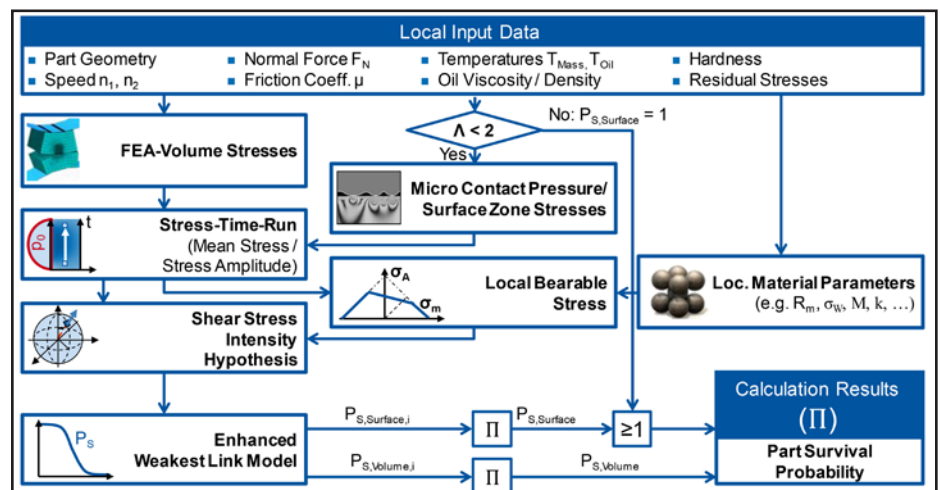 Local Input Data
▪ Part Geometry ▪ Normal Force F_N ▪ Temperatures T_Mass, T_Oil ▪ Hardness
▪ Speed n₁, n₂ ▪ Friction Coeff. μ ▪ Oil Viscosity / Density ▪ Residual Stresses
No: P_S,Surface = 1
Λ < 2
Yes
FEA-Volume Stresses
Micro Contact Pressure/
Surface Zone Stresses
p₀
t
Stress-Time-Run
(Mean Stress /
Stress Amplitude)
σ_A
σ_m
Local Bearable
Stress
Loc. Material Parameters
(e.g. R_m, σ_W, M, k, …)
Shear Stress
Intensity
Hypothesis
P_S
Enhanced
Weakest Link Model
P_S,Surface,i
Π
P_S,Surface
≥1
P_S,Volume,i
Π
P_S,Volume
Calculation Results
(Π)
Part Survival
Probability